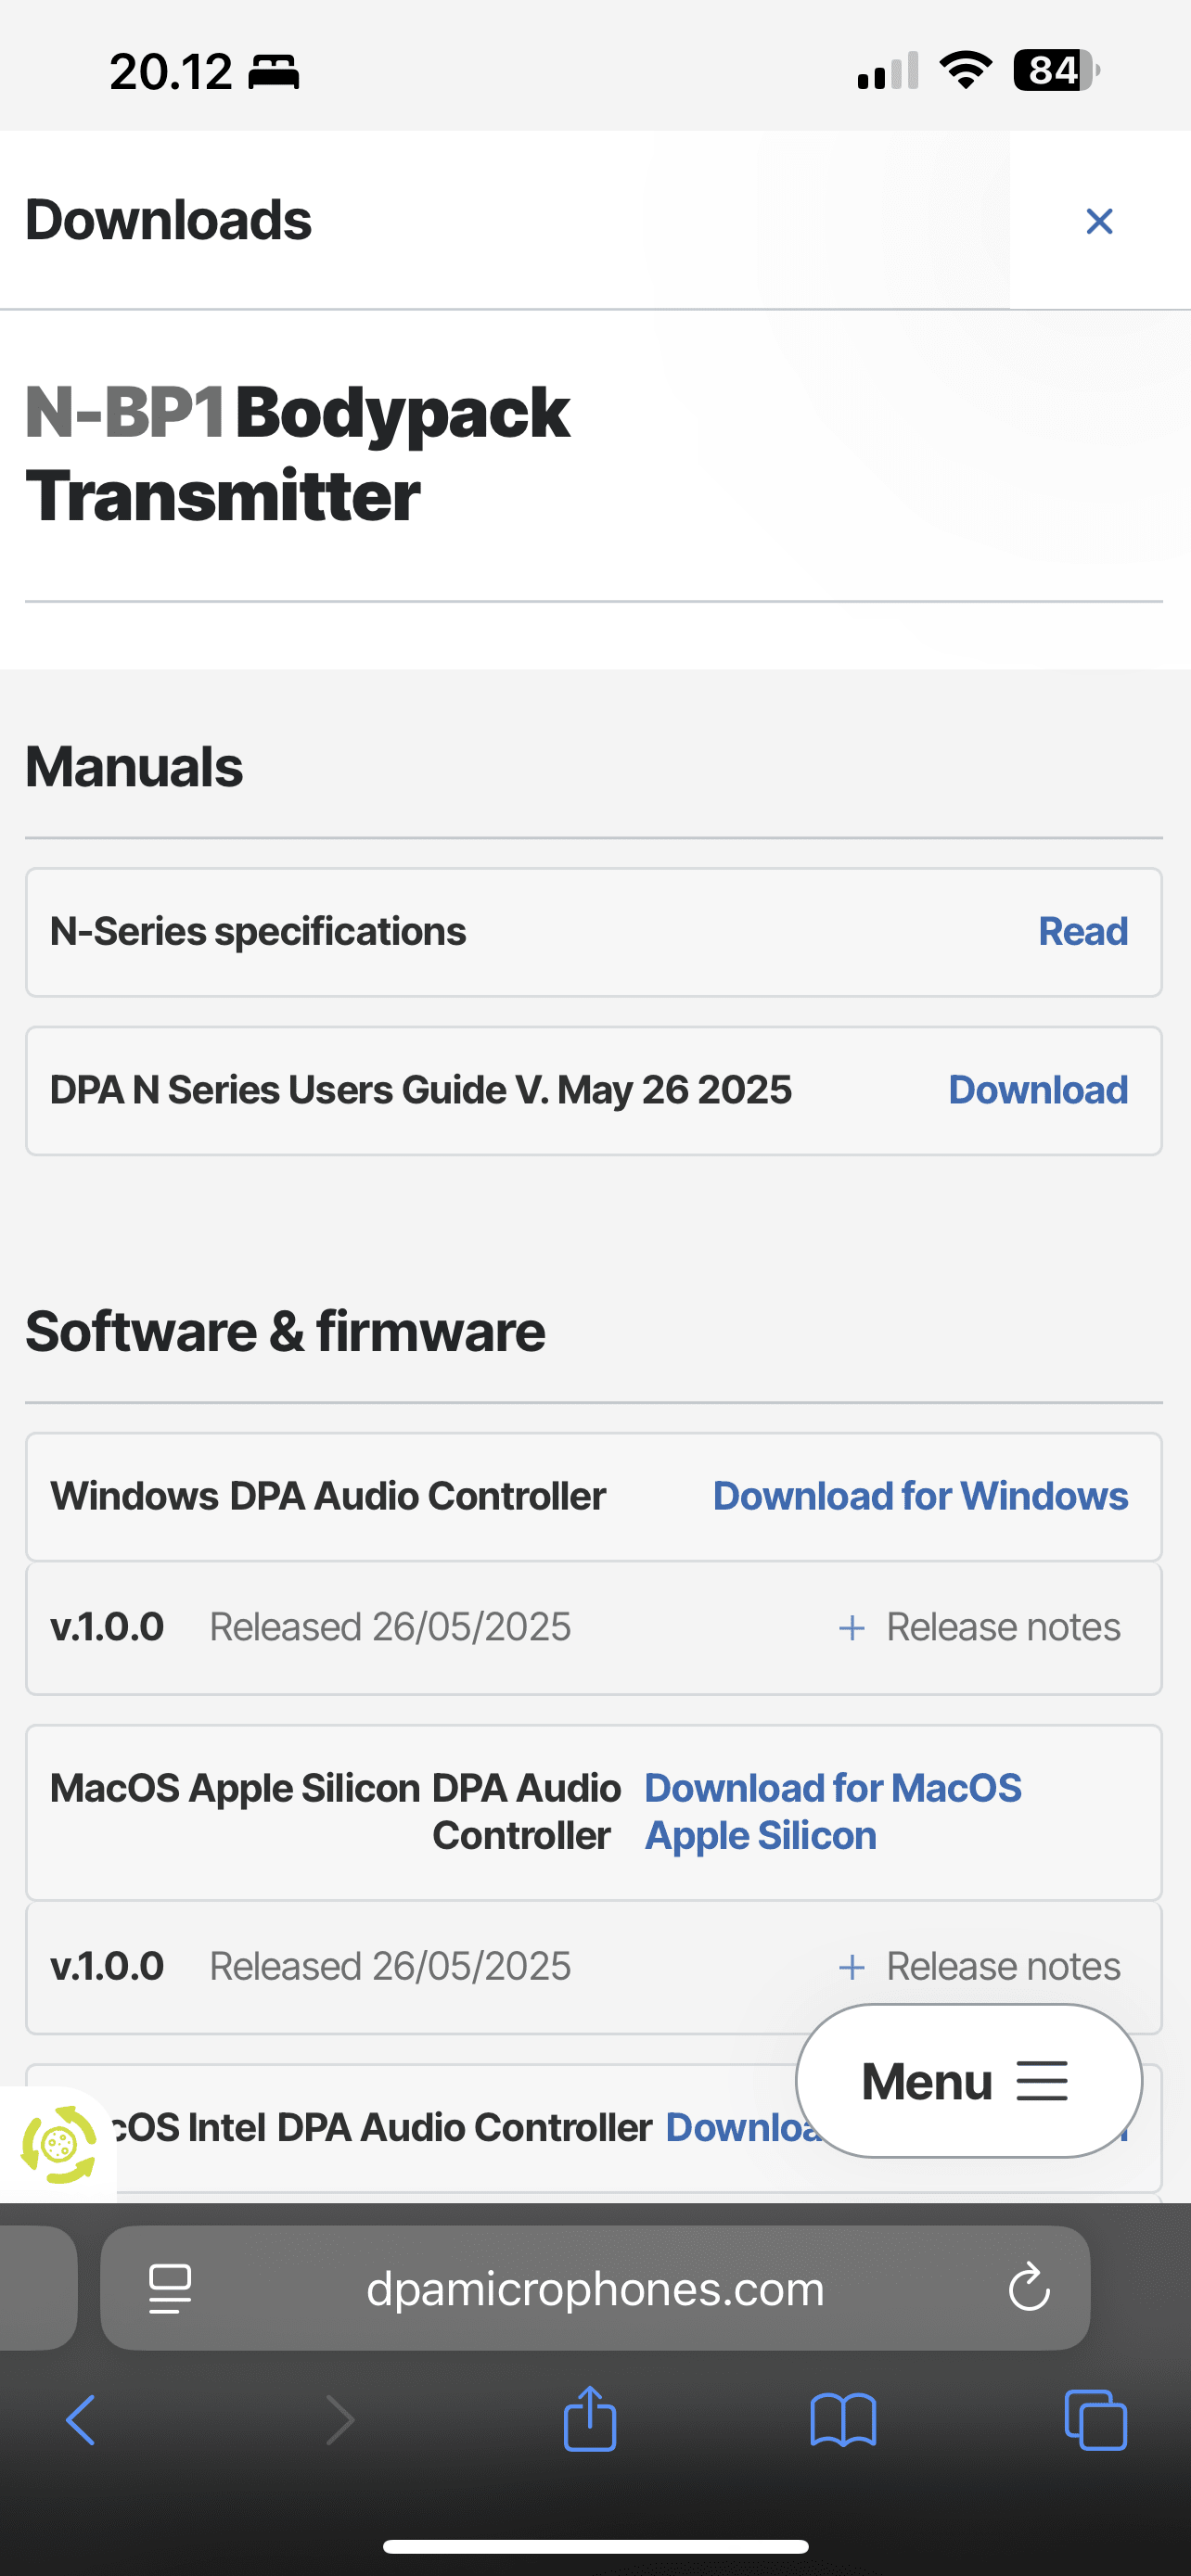 20.12
84
Downloads
N-BP1 Bodypack
Transmitter
Manuals
N-Series specifications Read
DPA N Series Users Guide V. May 26 2025 Download
Software & firmware
Windows DPA Audio Controller Download for Windows
v.1.0.0 Released 26/05/2025 + Release notes
MacOS Apple Silicon DPA Audio Download for MacOS
Controller Apple Silicon
v.1.0.0 Released 26/05/2025 + Release notes
Menu
cOS Intel DPA Audio Controller Downloa
dpamicrophones.com